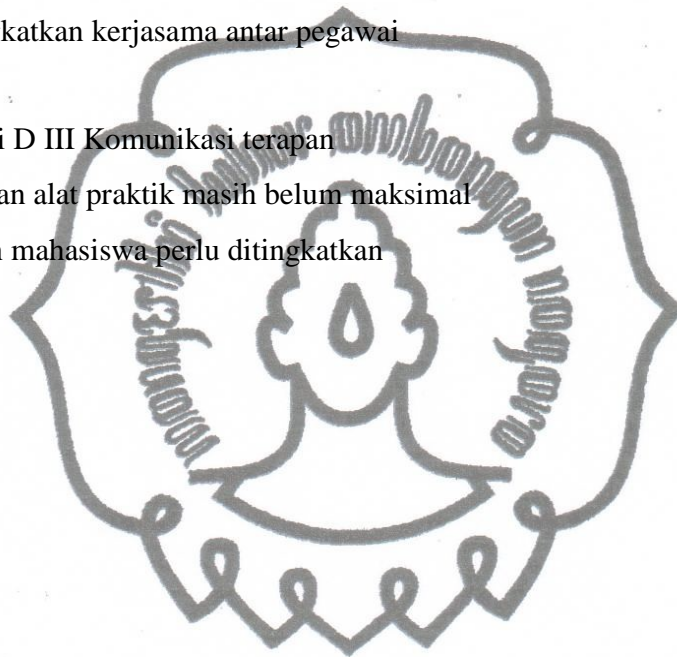 katkan kerjasama antar pegawai
i D III Komunikasi terapan
an alat praktik masih belum maksimal
n mahasiswa perlu ditingkatkan